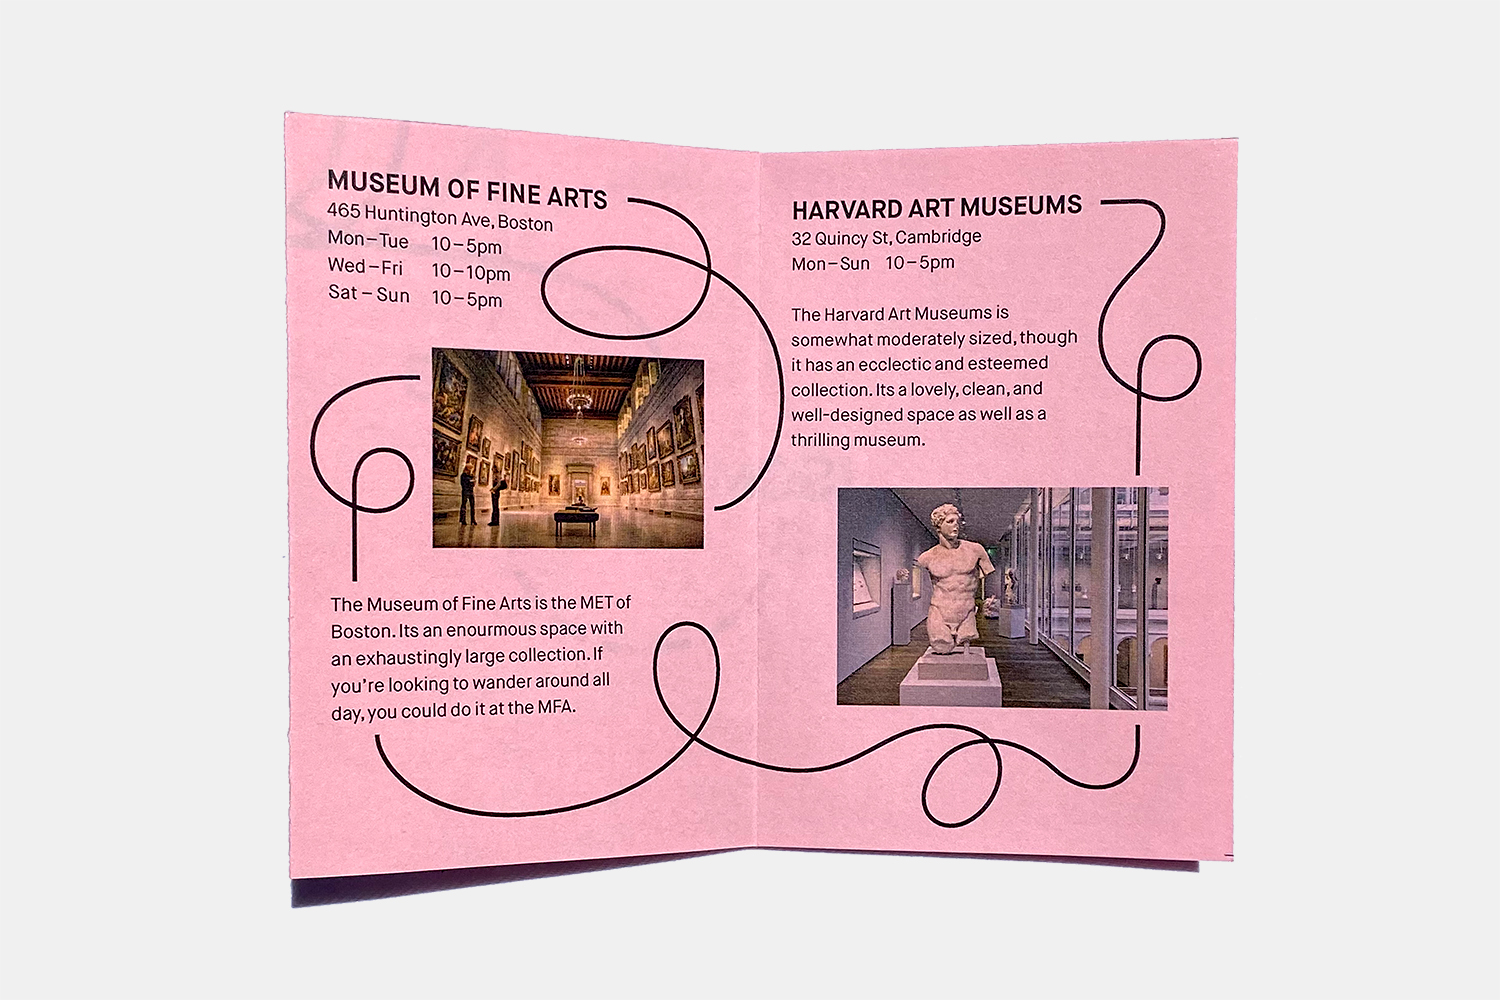 MUSEUM OF FINE ARTS
465 Huntington Ave, Boston
Mon–Tue 10–5pm
Wed–Fri 10–10pm
Sat – Sun 10–5pm
The Museum of Fine Arts is the MET of
Boston. Its an enourmous space with
an exhaustingly large collection. If
you're looking to wander around all
day, you could do it at the MFA.
HARVARD ART MUSEUMS
32 Quincy St, Cambridge
Mon–Sun 10–5pm
The Harvard Art Museums is
somewhat moderately sized, though
it has an ecclectic and esteemed
collection. Its a lovely, clean, and
well-designed space as well as a
thrilling museum.